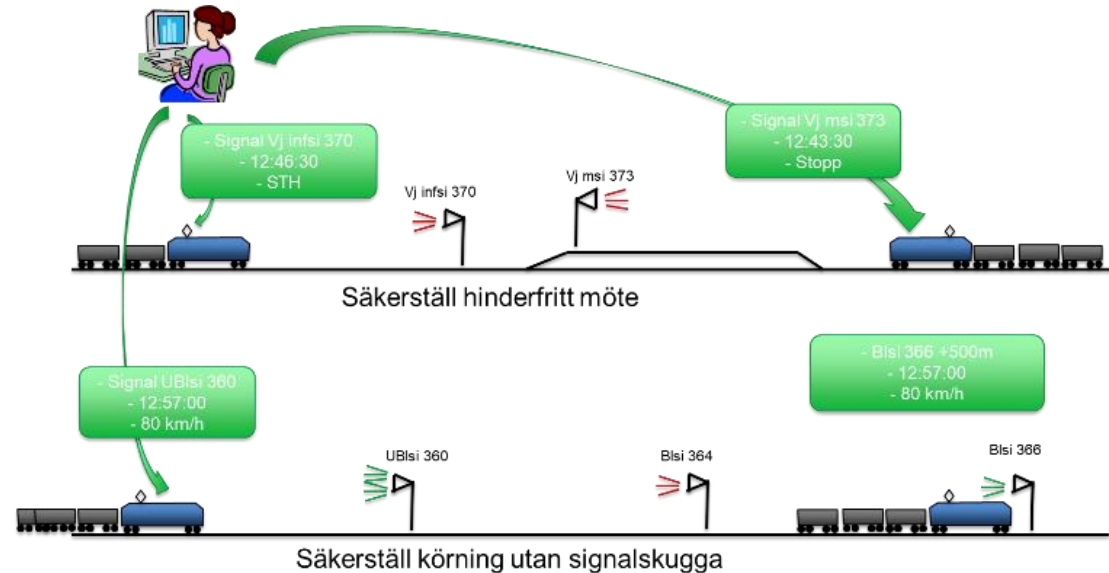 - Signal Vj infsi 370
- 12:46:30
- STH
- Signal Vj msi 373
- 12:43:30
- Stopp
Vj infsi 370
Vj msi 373
Säkerställ hinderfritt möte
- Signal UBlsi 360
- 12:57:00
- 80 km/h
- Blsi 366 +500m
- 12:57:00
- 80 km/h
UBlsi 360
Blsi 364
Blsi 366
Säkerställ körning utan signalskugga